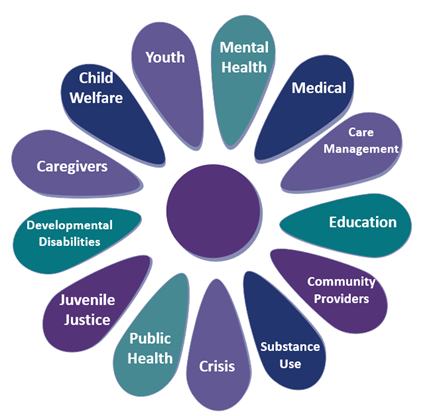 Youth
Mental
Health
Medical
Care
Management
Education
Community
Providers
Substance
Use
Crisis
Public
Health
Juvenile
Justice
Developmental
Disabilities
Caregivers
Child
Welfare